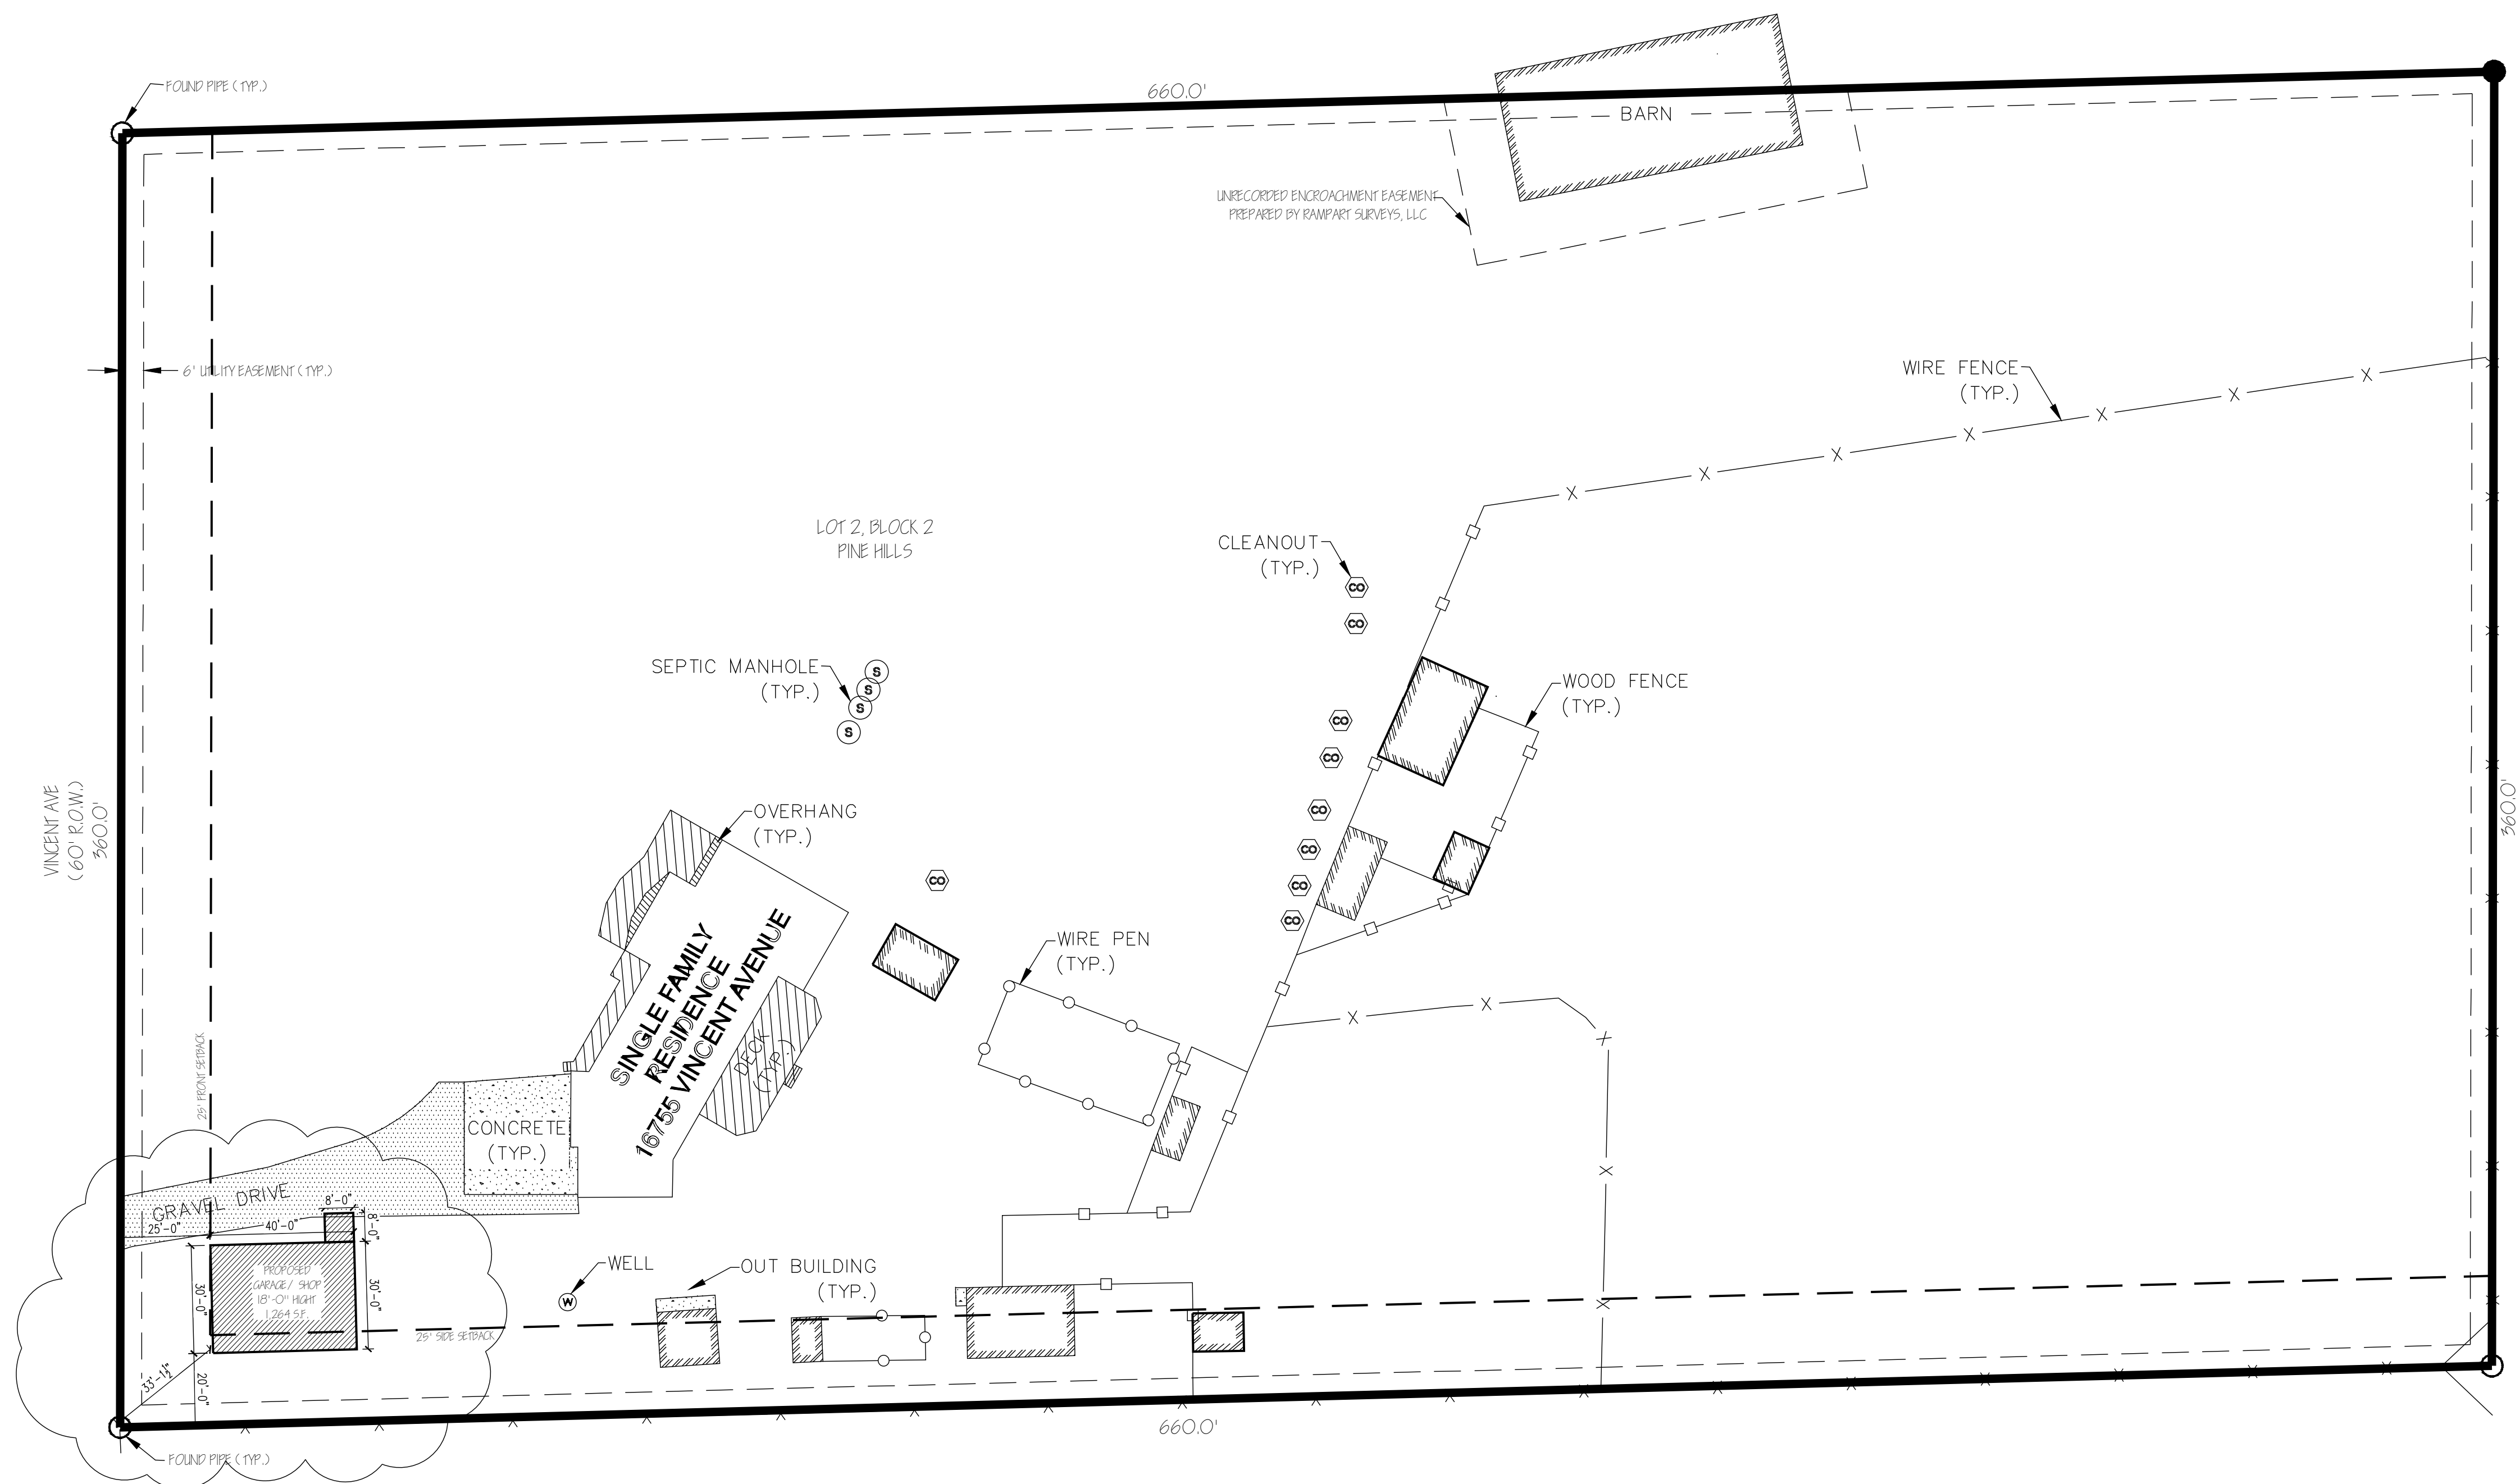 FOUND PIPE (TYP.)
660.0'
BARN
UNRECORDED ENCROACHMENT EASEMENT
PREPARED BY RAMPART SURVEYS, LLC
6' UTILITY EASEMENT (TYP.)
WIRE FENCE
(TYP.)
LOT 2, BLOCK 2
PINE HILLS
CLEANOUT
(TYP.)
CO
CO
SEPTIC MANHOLE
(TYP.)
S
S
S
S
WOOD FENCE
(TYP.)
CO
CO
CO
CO
CO
CO
CO
VINCENT AVE
(60' R.O.W.)
360.0'
360.0'
OVERHANG
(TYP.)
SINGLE FAMILY
RESIDENCE
16755 VINCENT AVENUE
DECK
(TYP.)
WIRE PEN
(TYP.)
25' FRONT SETBACK
CONCRETE
(TYP.)
GRAVEL DRIVE
8'-0"
8'-0"
25'-0"
40'-0"
PROPOSED
GARAGE/ SHOP
18'-0" HIGHT
1,264 S.F.
30'-0"
30'-0"
WELL
W
OUT BUILDING
(TYP.)
25' SIDE SETBACK
33'-1½"
20'-0"
660.0'
FOUND PIPE (TYP.)